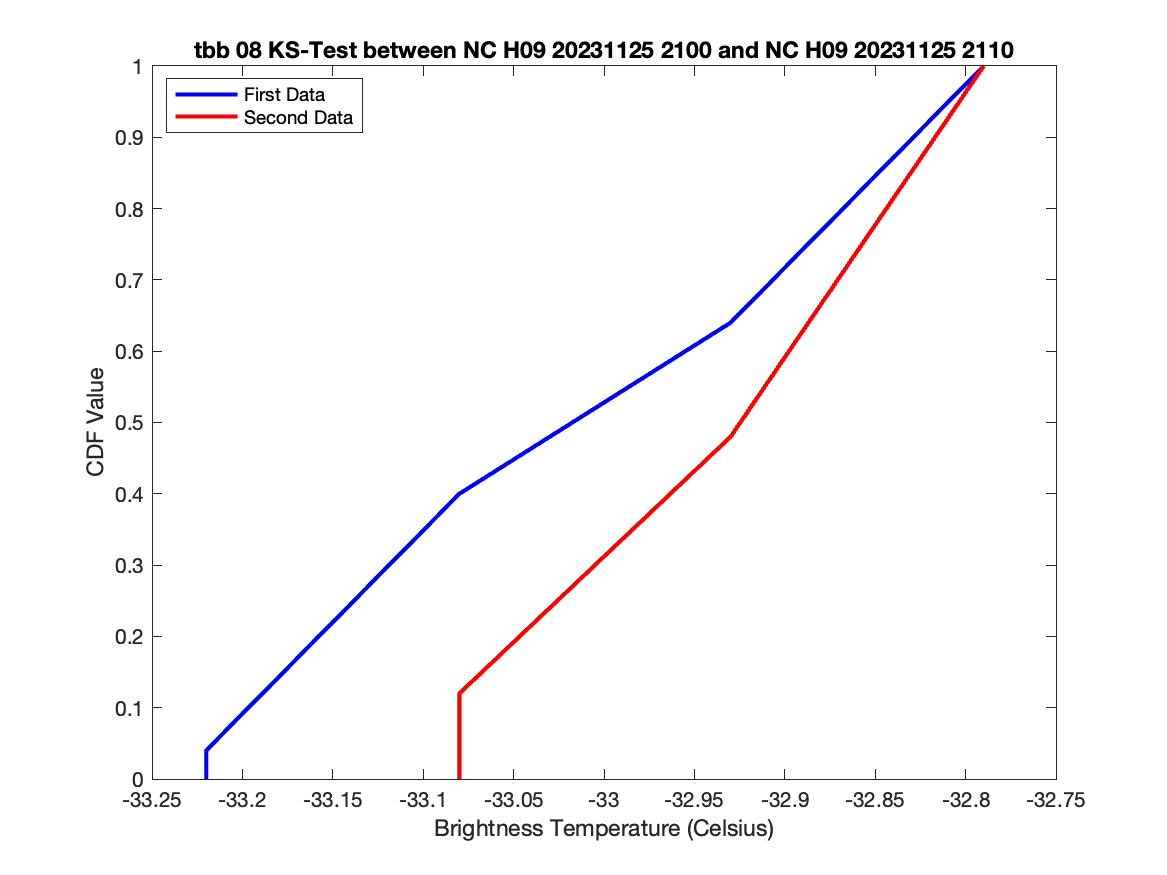 tbb 08 KS-Test between NC H09 20231125 2100 and NC H09 20231125 2110
First Data
Second Data
1
0.9
0.8
0.7
0.6
0.5
0.4
0.3
0.2
0.1
0
CDF Value
-33.25 -33.2 -33.15 -33.1 -33.05 -33 -32.95 -32.9 -32.85 -32.8 -32.75
Brightness Temperature (Celsius)